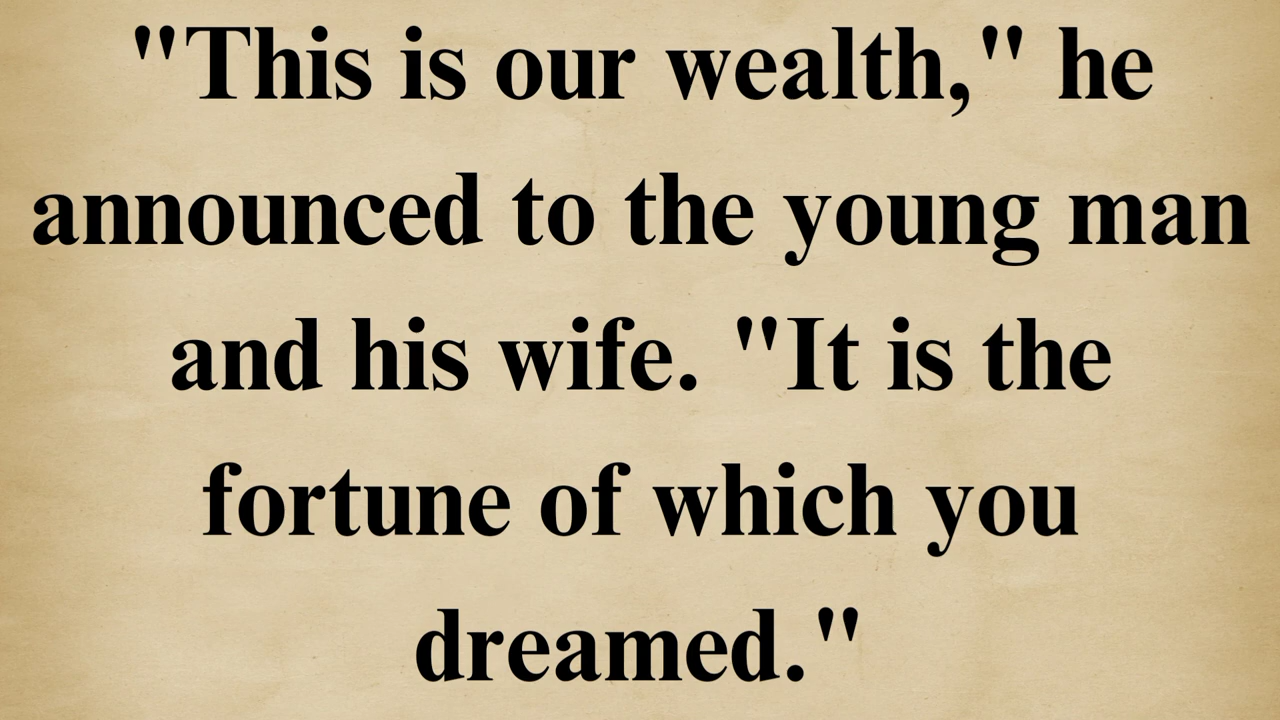 "This is our wealth," he
announced to the young man
and his wife. "It is the
fortune of which you
dreamed."